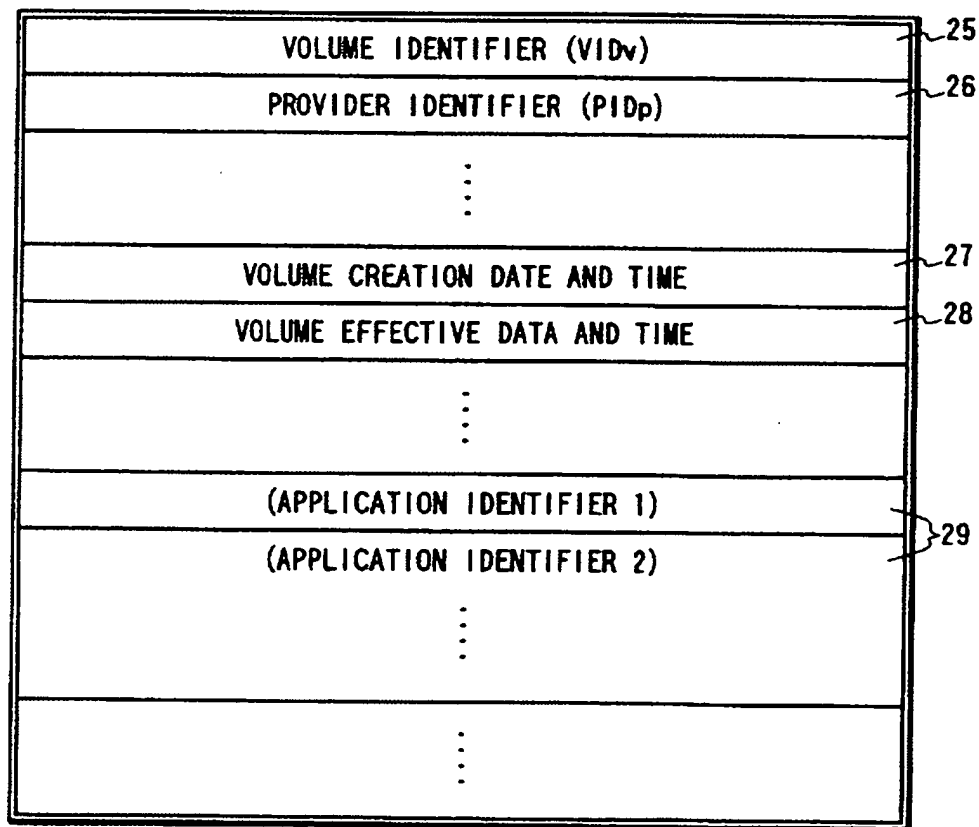 VOLUME IDENTIFIER (VIDv) 25
PROVIDER IDENTIFIER (PIDp) 26
VOLUME CREATION DATE AND TIME 27
VOLUME EFFECTIVE DATA AND TIME 28
(APPLICATION IDENTIFIER 1)
29
(APPLICATION IDENTIFIER 2)